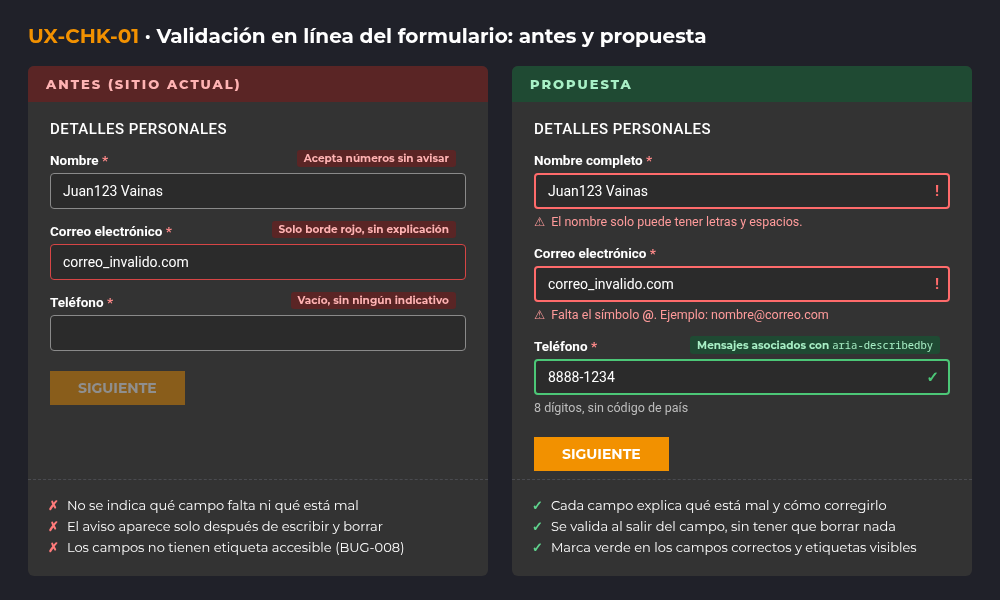 UX-CHK-01 · Validación en línea del formulario: antes y propuesta
ANTES (SITIO ACTUAL)
DETALLES PERSONALES
Nombre *
Acepta números sin avisar
Juan123 Vainas
Correo electrónico *
Solo borde rojo, sin explicación
correo_invalido.com
Teléfono *
Vacío, sin ningún indicativo
SIGUIENTE
✗ No se indica qué campo falta ni qué está mal
✗ El aviso aparece solo después de escribir y borrar
✗ Los campos no tienen etiqueta accesible (BUG-008)
PROPUESTA
DETALLES PERSONALES
Nombre completo *
Juan123 Vainas !
⚠ El nombre solo puede tener letras y espacios.
Correo electrónico *
correo_invalido.com !
⚠ Falta el símbolo @. Ejemplo: nombre@correo.com
Teléfono *
Mensajes asociados con aria-describedby
8888-1234 ✓
8 dígitos, sin código de país
SIGUIENTE
✓ Cada campo explica qué está mal y cómo corregirlo
✓ Se valida al salir del campo, sin tener que borrar nada
✓ Marca verde en los campos correctos y etiquetas visibles